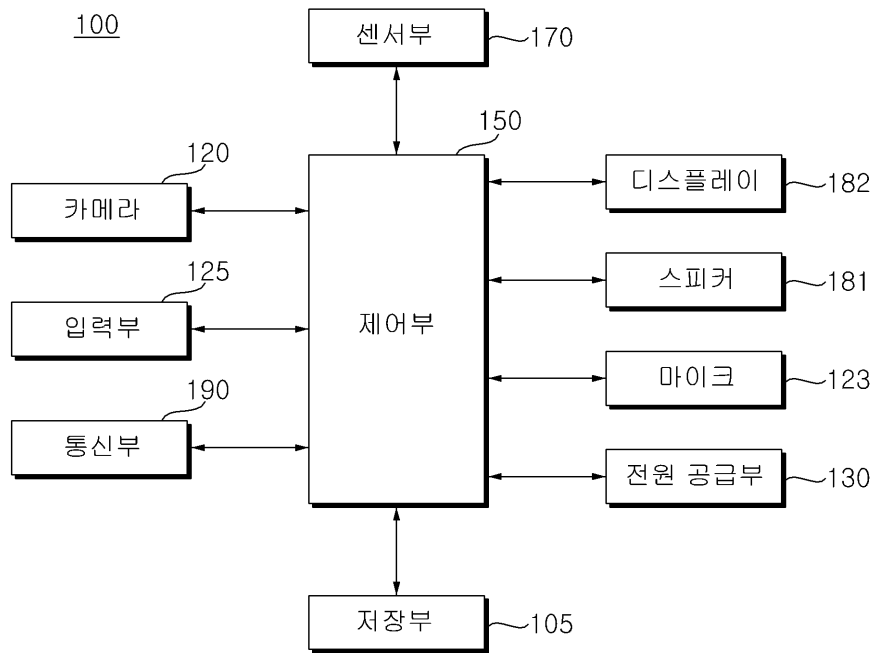 100
센서부
170
150
120
카메라
디스플레이
182
125
입력부
스피커
181
제어부
190
통신부
마이크
123
전원 공급부
130
저장부
105